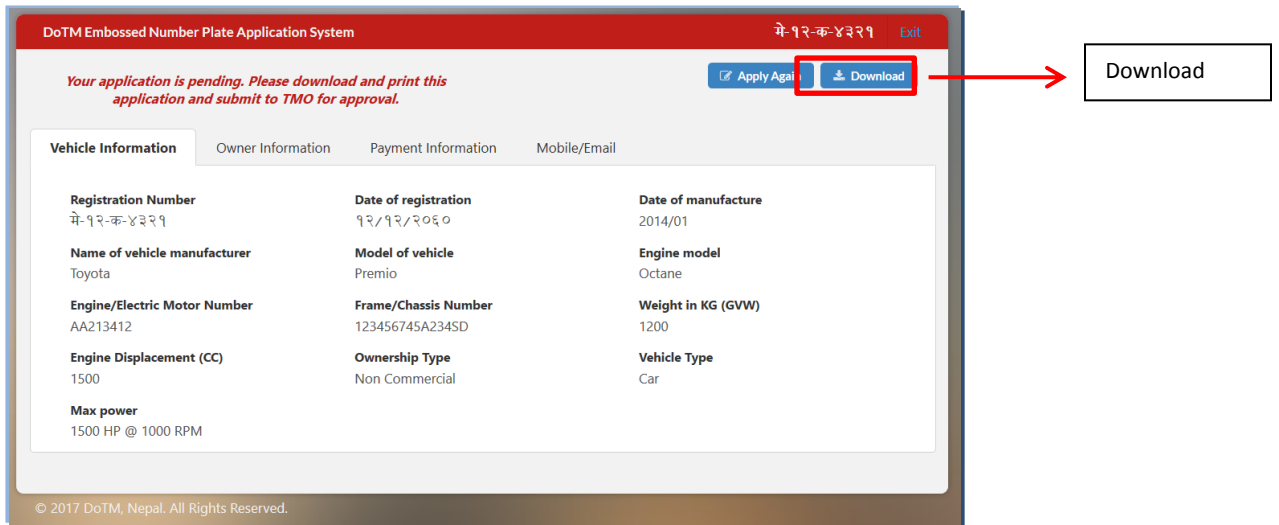 DoTM Embossed Number Plate Application System मे-१२-क-४३२१ Exit
Your application is pending. Please download and print this
application and submit to TMO for approval.
Apply Again Download
Download
Vehicle Information Owner Information Payment Information Mobile/Email
Registration Number Date of registration Date of manufacture
मे-१२-क-४३२१ १२/१२/२०६० 2014/01
Name of vehicle manufacturer Model of vehicle Engine model
Toyota Premio Octane
Engine/Electric Motor Number Frame/Chassis Number Weight in KG (GVW)
AA213412 123456745A234SD 1200
Engine Displacement (CC) Ownership Type Vehicle Type
1500 Non Commercial Car
Max power
1500 HP @ 1000 RPM
© 2017 DoTM, Nepal. All Rights Reserved.